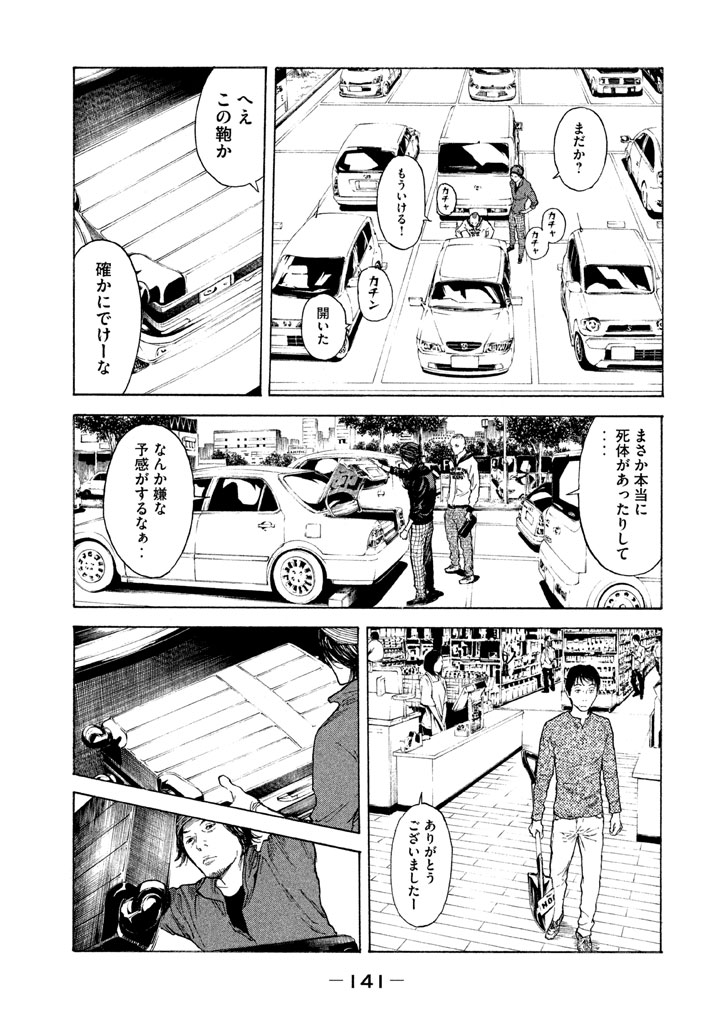 まだか？
カチャ
カチャ
カチャ
もういける！
カチン
開いた
へえ
この鞄か
確かにでけーな
まさか本当に
死体があったりして
‥‥
なんか嫌な
予感がするなぁ
‥
ありがとう
ございましたー
－141－